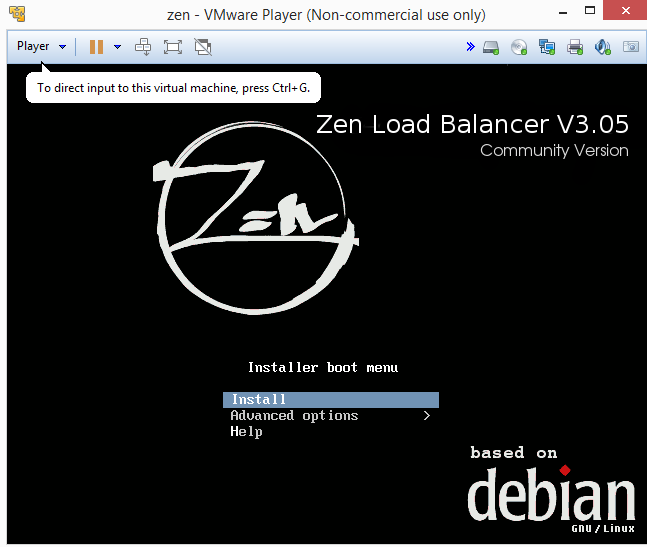 zen - VMware Player (Non-commercial use only)
Player
To direct input to this virtual machine, press Ctrl+G.
Zen Load Balancer V3.05
Community Version
Zen
Installer boot menu
Install
Advanced options >
Help
based on
debian
GNU/Linux